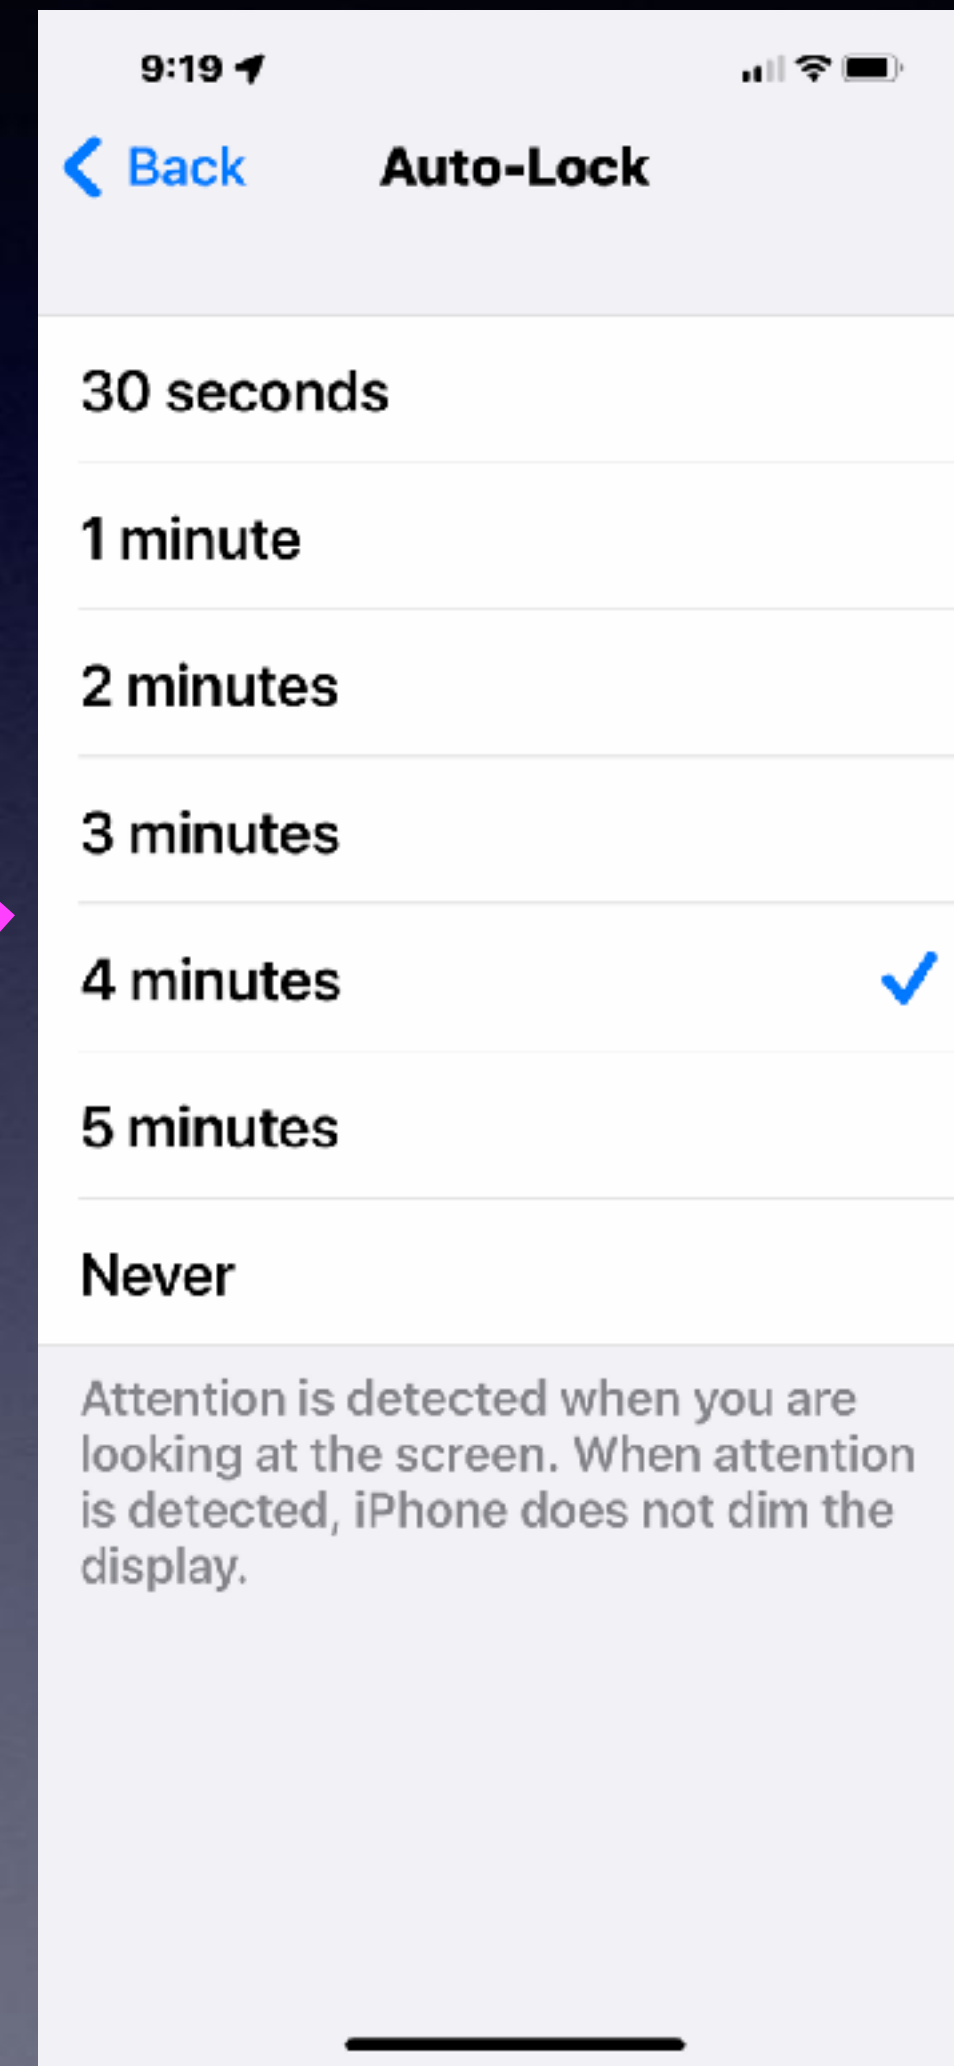 9:19
Back
Auto-Lock
30 seconds
1 minute
2 minutes
3 minutes
4 minutes
5 minutes
Never
Attention is detected when you are
looking at the screen. When attention
is detected, iPhone does not dim the
display.